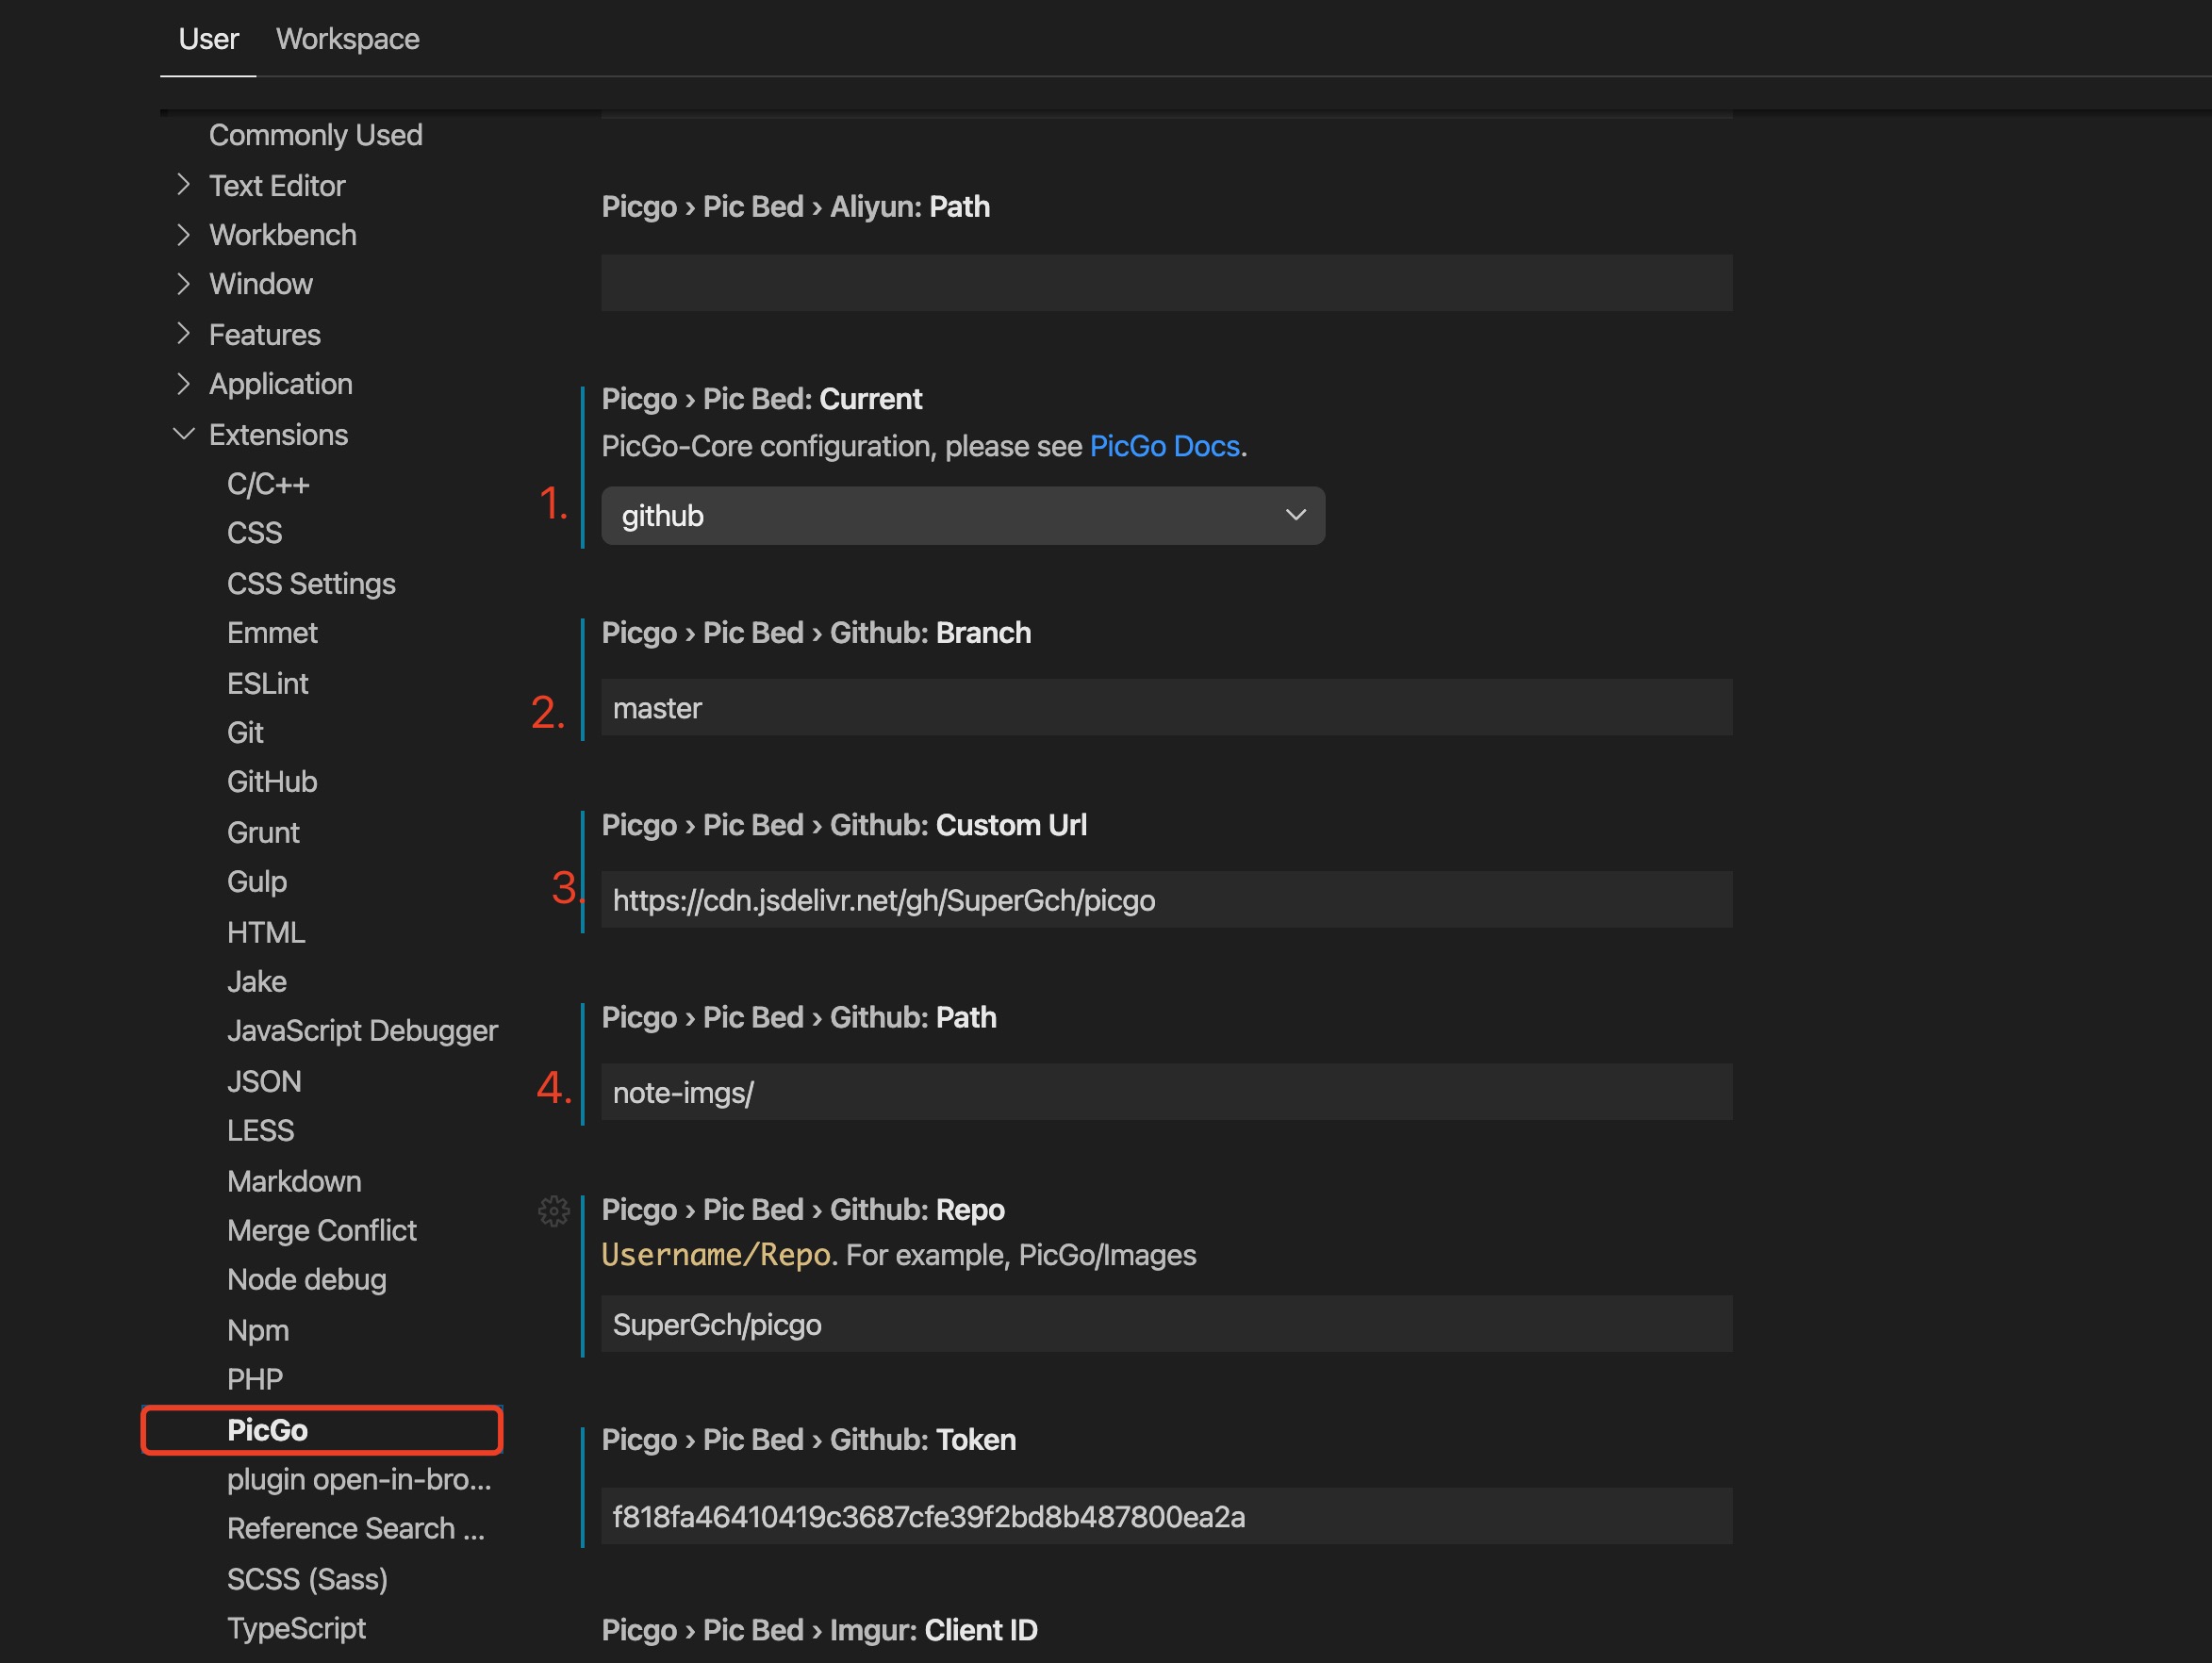 User Workspace
Commonly Used
Text Editor
Workbench
Window
Features
Application
Extensions
C/C++
CSS
CSS Settings
Emmet
ESLint
Git
GitHub
Grunt
Gulp
HTML
Jake
JavaScript Debugger
JSON
LESS
Markdown
Merge Conflict
Node debug
Npm
PHP
PicGo
plugin open-in-bro...
Reference Search ...
SCSS (Sass)
TypeScript
Picgo › Pic Bed › Aliyun: Path
Picgo › Pic Bed: Current
PicGo-Core configuration, please see PicGo Docs.
1. github
Picgo › Pic Bed › Github: Branch
2. master
Picgo › Pic Bed › Github: Custom Url
3. https://cdn.jsdelivr.net/gh/SuperGch/picgo
Picgo › Pic Bed › Github: Path
4. note-imgs/
Picgo › Pic Bed › Github: Repo
Username/Repo. For example, PicGo/Images
SuperGch/picgo
Picgo › Pic Bed › Github: Token
f818fa46410419c3687cfe39f2bd8b487800ea2a
Picgo › Pic Bed › Imgur: Client ID